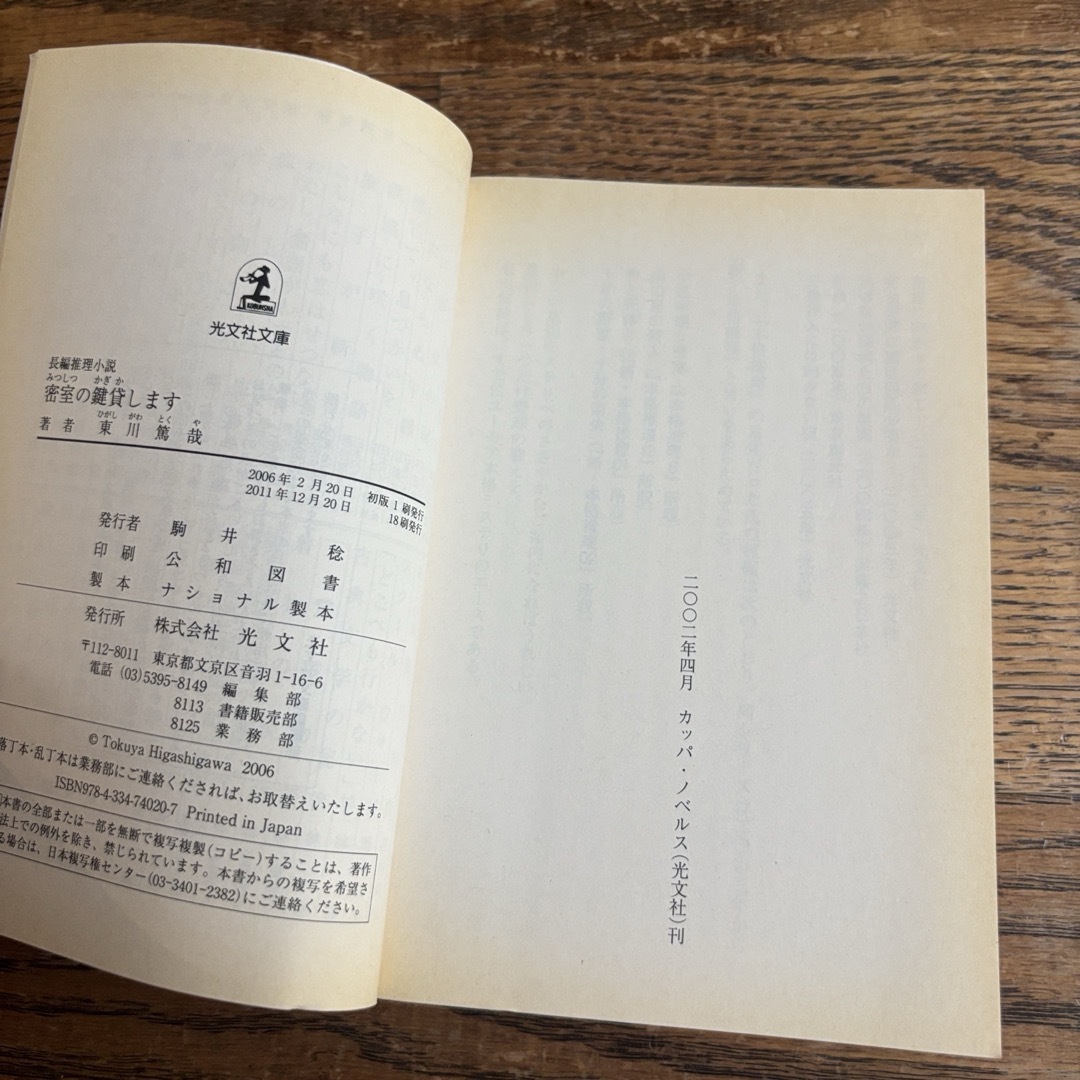 KOBUNSHA
光文社文庫
長編推理小説
みつしつ かぎか
密室の鍵貸します
ひがし がわ とく や
著者 東川篤哉
2006年2月20日 初版1刷発行
2011年12月20日 18刷発行
発行者 駒井稔
印刷 公和図書
製本 ナショナル製本
発行所 株式会社 光文社
〒112-8011 東京都文京区音羽1-16-6
電話 (03)5395-8149 編集部
8113 書籍販売部
8125 業務部
© Tokuya Higashigawa 2006
落丁本・乱丁本は業務部にご連絡くだされば、お取替えいたします。
ISBN978-4-334-74020-7 Printed in Japan
本書の全部または一部を無断で複写複製(コピー)することは、著作
法上での例外を除き、禁じられています。本書からの複写を希望さ
る場合は、日本複写権センター(03-3401-2382)にご連絡ください。
二〇〇二年四月 カッパ・ノベルス(光文社)刊